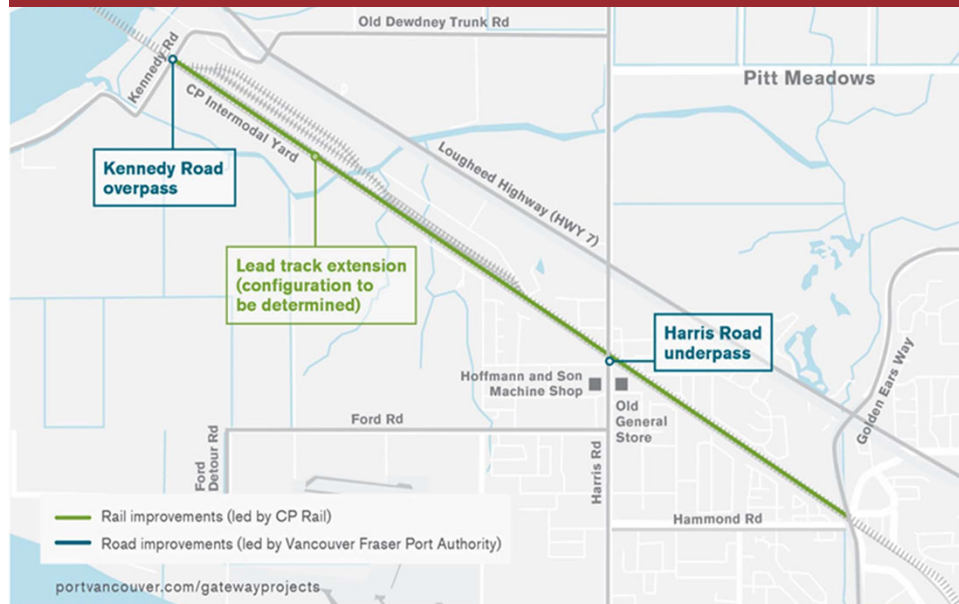 Old Dewdney Trunk Rd
Kennedy Rd
Pitt Meadows
CP Intermodal Yard
Lougheed Highway (HWY 7)
Kennedy Road
overpass
Lead track extension
(configuration to
be determined)
Harris Road
underpass
Golden Ears Way
Hoffmann and Son
Machine Shop
Old
General
Store
Ford Rd
Ford
Detour Rd
Harris Rd
Hammond Rd
Rail improvements (led by CP Rail)
Road improvements (led by Vancouver Fraser Port Authority)
portvancouver.com/gatewayprojects